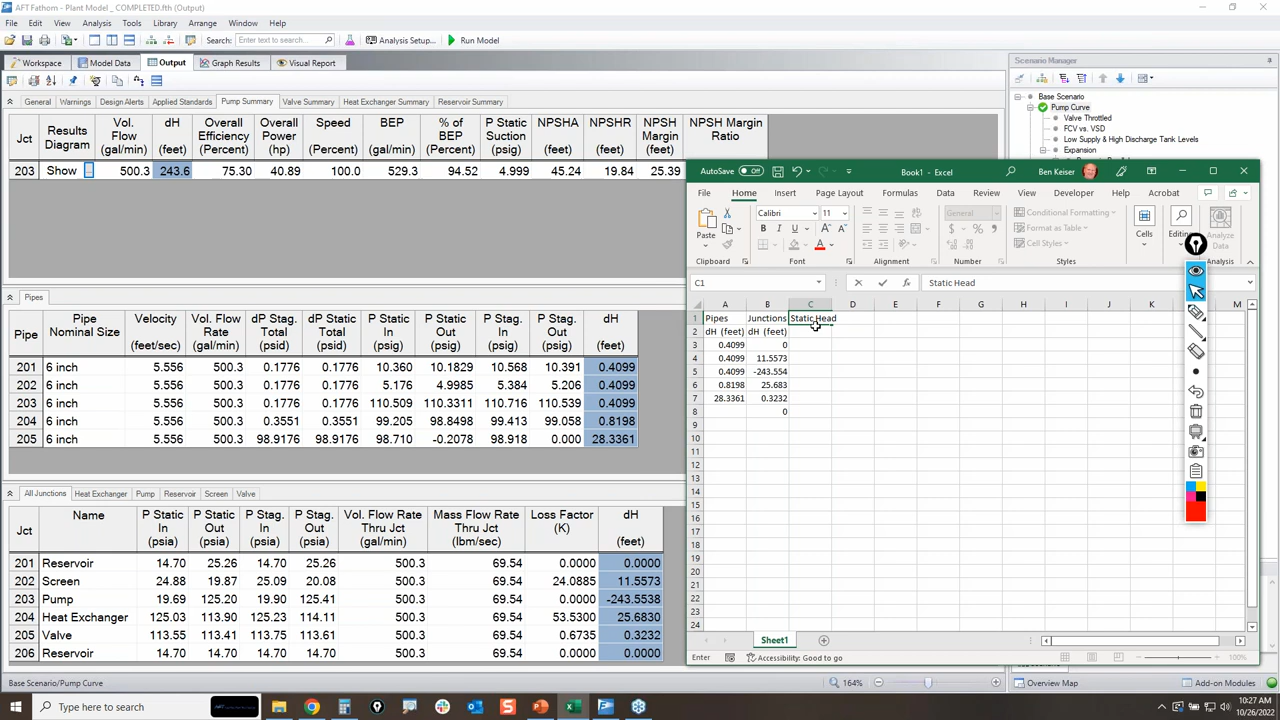 AFT Fathom - Plant Model _ COMPLETED.fth (Output)
File Edit View Analysis Tools Library Arrange Window Help
Search: Enter text to search Analysis Setup... Run Model
Workspace Model Data Output Graph Results Visual Report
General Warnings Design Alerts Applied Standards Pump Summary Valve Summary Heat Exchanger Summary Reservoir Summary
Jct Results Diagram Vol. Flow (gal/min) dH (feet) Overall Efficiency (Percent) Overall Power (hp) Speed (Percent) BEP (gal/min) % of BEP (Percent) P Static Suction (psig) NPSHA (feet) NPSHR (feet) NPSH Margin (feet) NPSH Margin Ratio
203 Show ... 500.3 243.6 75.30 40.89 100.0 529.3 94.52 4.999 45.24 19.84 25.39
Pipes
Pipe Pipe Nominal Size Velocity (feet/sec) Vol. Flow Rate (gal/min) dP Stag. Total (psid) dP Static Total (psid) P Static In (psig) P Static Out (psig) P Stag. In (psig) P Stag. Out (psig) dH (feet)
201 6 inch 5.556 500.3 0.1776 0.1776 10.360 10.1829 10.568 10.391 0.4099
202 6 inch 5.556 500.3 0.1776 0.1776 5.176 4.9985 5.384 5.206 0.4099
203 6 inch 5.556 500.3 0.1776 0.1776 110.509 110.3311 110.716 110.539 0.4099
204 6 inch 5.556 500.3 0.3551 0.3551 99.205 98.8498 99.413 99.058 0.8198
205 6 inch 5.556 500.3 98.9176 98.9176 98.710 -0.2078 98.918 0.000 28.3361
All Junctions Heat Exchanger Pump Reservoir Screen Valve
Jct Name P Static In (psia) P Static Out (psia) P Stag. In (psia) P Stag. Out (psia) Vol. Flow Rate Thru Jct (gal/min) Mass Flow Rate Thru Jct (lbm/sec) Loss Factor (K) dH (feet)
201 Reservoir 14.70 25.26 14.70 25.26 500.3 69.54 0.0000 0.0000
202 Screen 24.88 19.87 25.09 20.08 500.3 69.54 24.0885 11.5573
203 Pump 19.69 125.20 19.90 125.41 500.3 69.54 0.0000 -243.5538
204 Heat Exchanger 125.03 113.90 125.23 114.11 500.3 69.54 53.5300 25.6830
205 Valve 113.55 113.41 113.75 113.61 500.3 69.54 0.6735 0.3232
206 Reservoir 14.70 14.70 14.70 14.70 500.3 69.54 0.0000 0.0000
Base Scenario/Pump Curve 164% 100% Overview Map Add-on Modules
Scenario Manager
Base Scenario
Pump Curve
Valve Throttled
FCV vs. VSD
Low Supply & High Discharge Tank Levels
Expansion
AutoSave Off Book1 - Excel Ben Keiser
File Home Insert Draw Page Layout Formulas Data Review View Developer Help Acrobat
Paste Calibri 11 General Conditional Formatting Format as Table Cell Styles Cells Editing Analyze Data
Clipboard Font Alignment Number Styles Analysis
C1 Static Head
A B C D E F G H I J K L M
1 Pipes Junctions Static Head
2 dH (feet) dH (feet)
3 0.4099 0
4 0.4099 11.5573
5 0.4099 -243.554
6 0.8198 25.683
7 28.3361 0.3232
8 0
9
10
11
12
13
14
15
16
17
18
19
20
21
22
23
24
Sheet1
Enter Accessibility: Good to go 100%
Type here to search 10:27 AM
10/26/2022